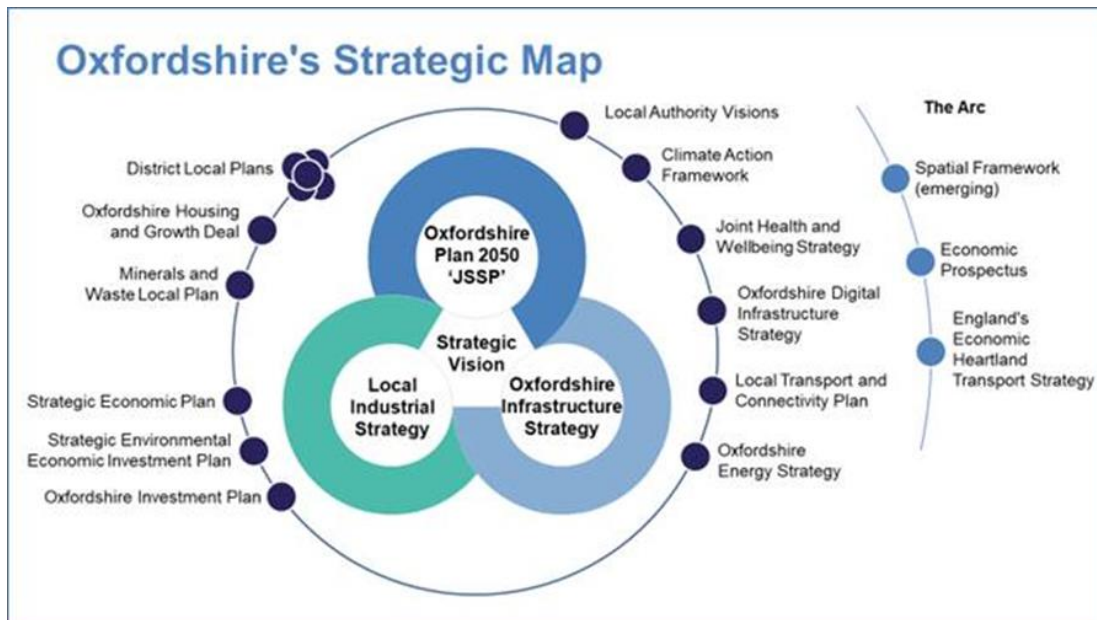 Oxfordshire's Strategic Map
District Local Plans
Oxfordshire Housing
and Growth Deal
Minerals and
Waste Local Plan
Strategic Economic Plan
Strategic Environmental
Economic Investment Plan
Oxfordshire Investment Plan
Oxfordshire
Plan 2050
‘JSSP’
Strategic
Vision
Local
Industrial
Strategy
Oxfordshire
Infrastructure
Strategy
Local Authority Visions
Climate Action
Framework
Joint Health and
Wellbeing Strategy
Oxfordshire Digital
Infrastructure
Strategy
Local Transport and
Connectivity Plan
Oxfordshire
Energy Strategy
The Arc
Spatial Framework
(emerging)
Economic
Prospectus
England's
Economic
Heartland
Transport Strategy